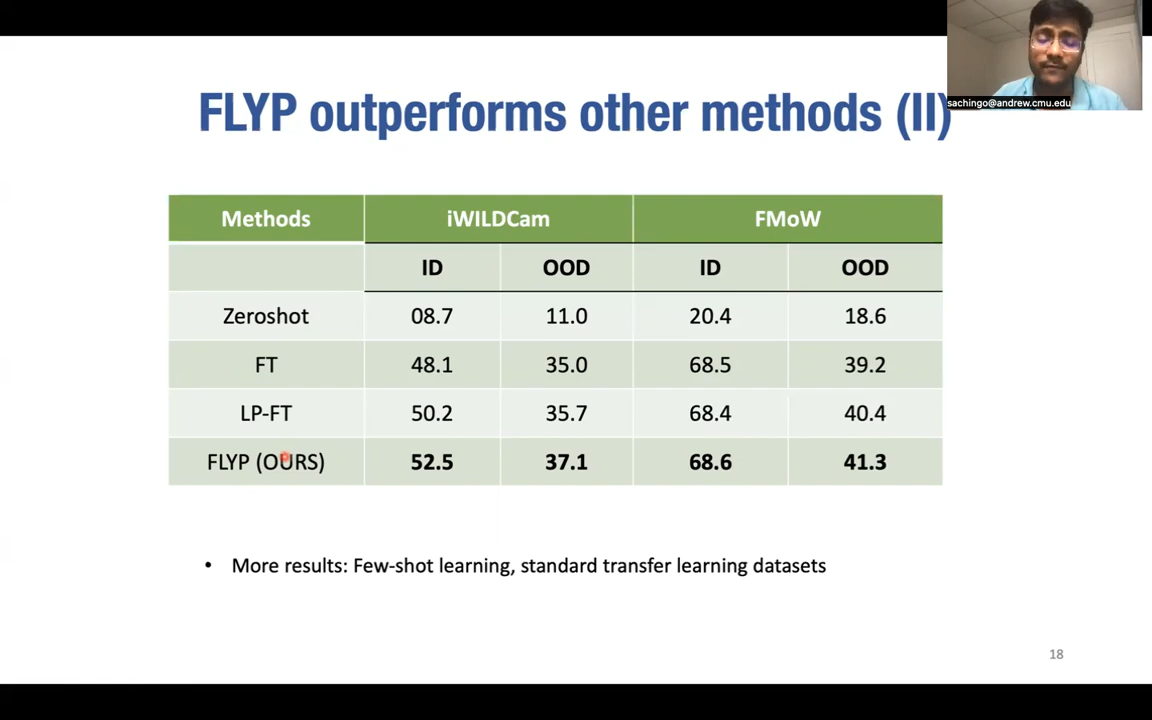 sachingo@andrew.cmu.edu
FLYP outperforms other methods (II)
Methods iWILDCam FMoW
ID OOD ID OOD
Zeroshot 08.7 11.0 20.4 18.6
FT 48.1 35.0 68.5 39.2
LP-FT 50.2 35.7 68.4 40.4
FLYP (OURS) 52.5 37.1 68.6 41.3
• More results: Few-shot learning, standard transfer learning datasets
18